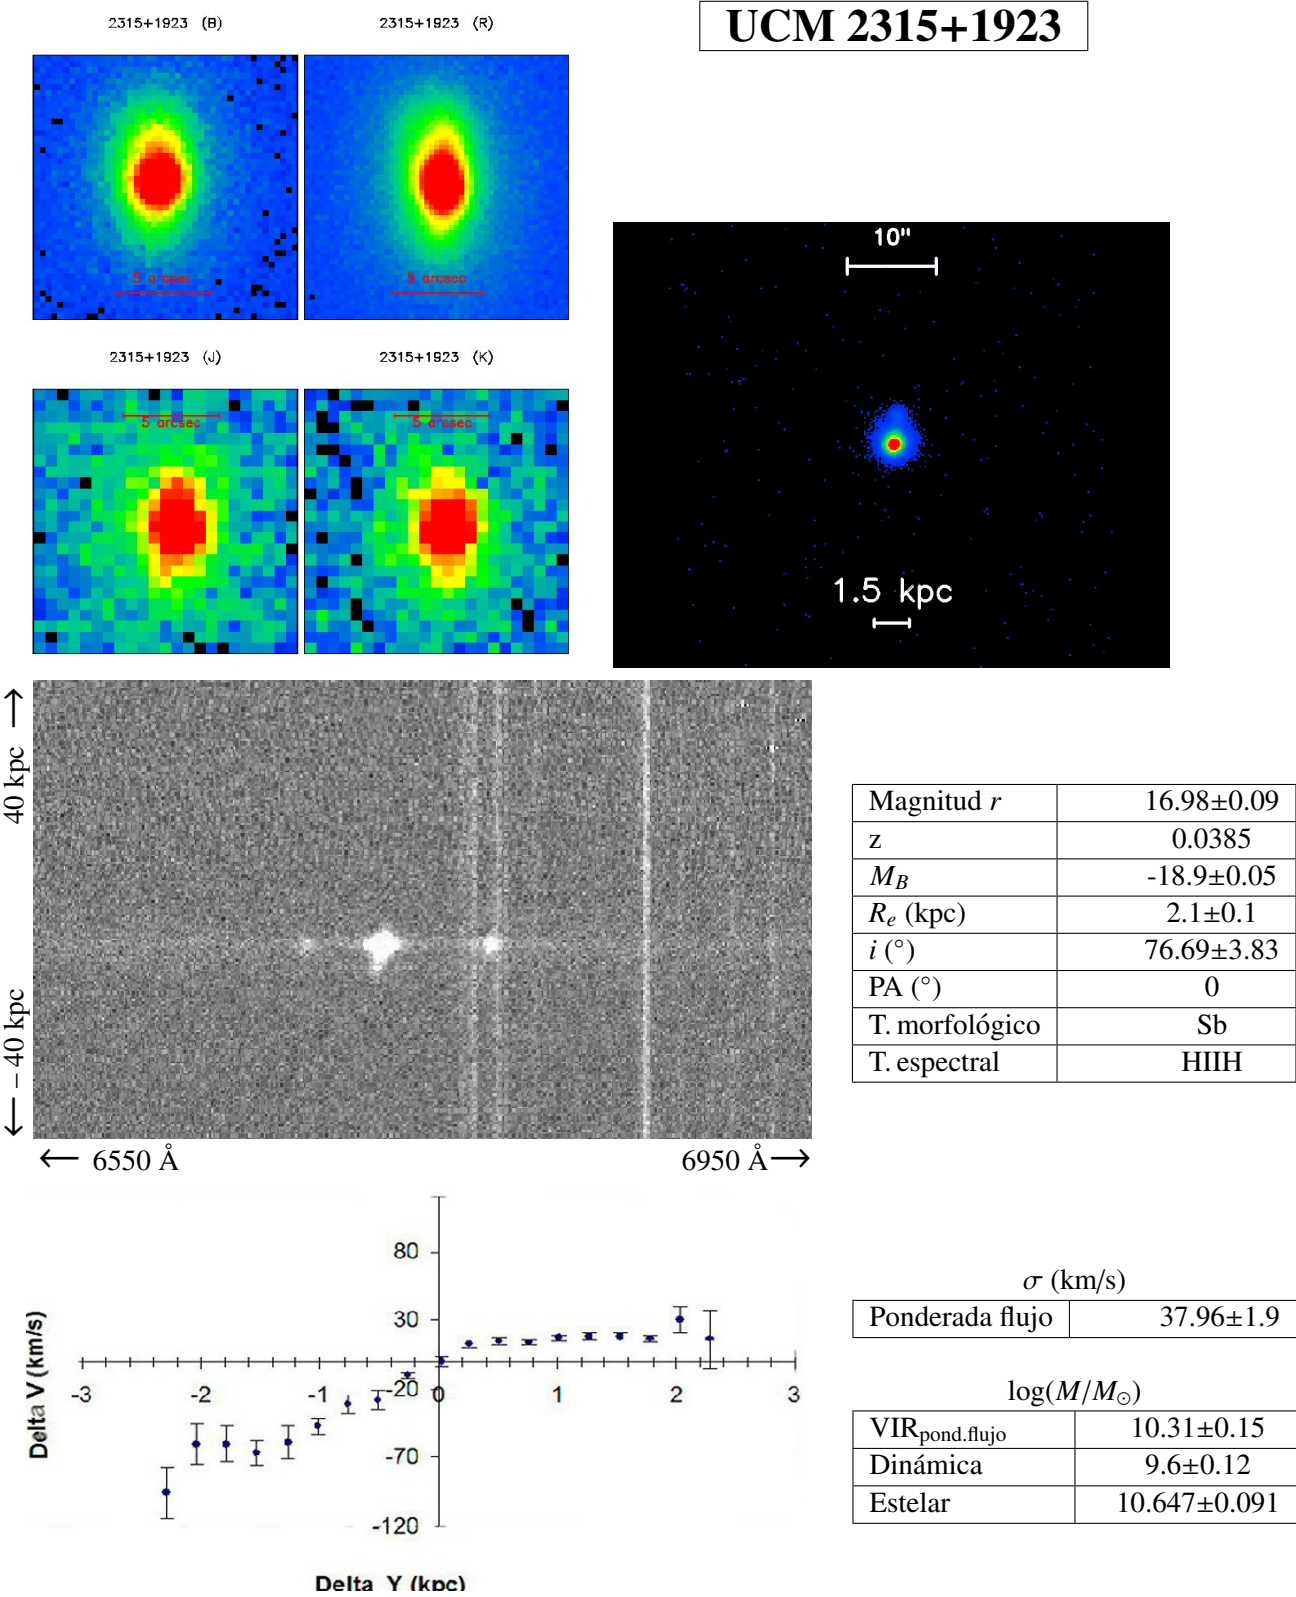 UCM 2315+1923
2315+1923 (B)
2315+1923 (R)
5 arcsec
5 arcsec
2315+1923 (J)
2315+1923 (K)
5 arcsec
5 arcsec
10"
1.5 kpc
40 kpc →
← −40 kpc
← 6550 Å
6950 Å →
Magnitud r 16.98±0.09
z 0.0385
M_B -18.9±0.05
R_e (kpc) 2.1±0.1
i (°) 76.69±3.83
PA (°) 0
T. morfológico Sb
T. espectral HIIH
Delta V (km/s)
80
30
-20
-70
-120
-3 -2 -1 0 1 2 3
Delta Y (kpc)
σ (km/s)
Ponderada flujo 37.96±1.9
log(M/M⊙)
VIR pond.flujo 10.31±0.15
Dinámica 9.6±0.12
Estelar 10.647±0.091